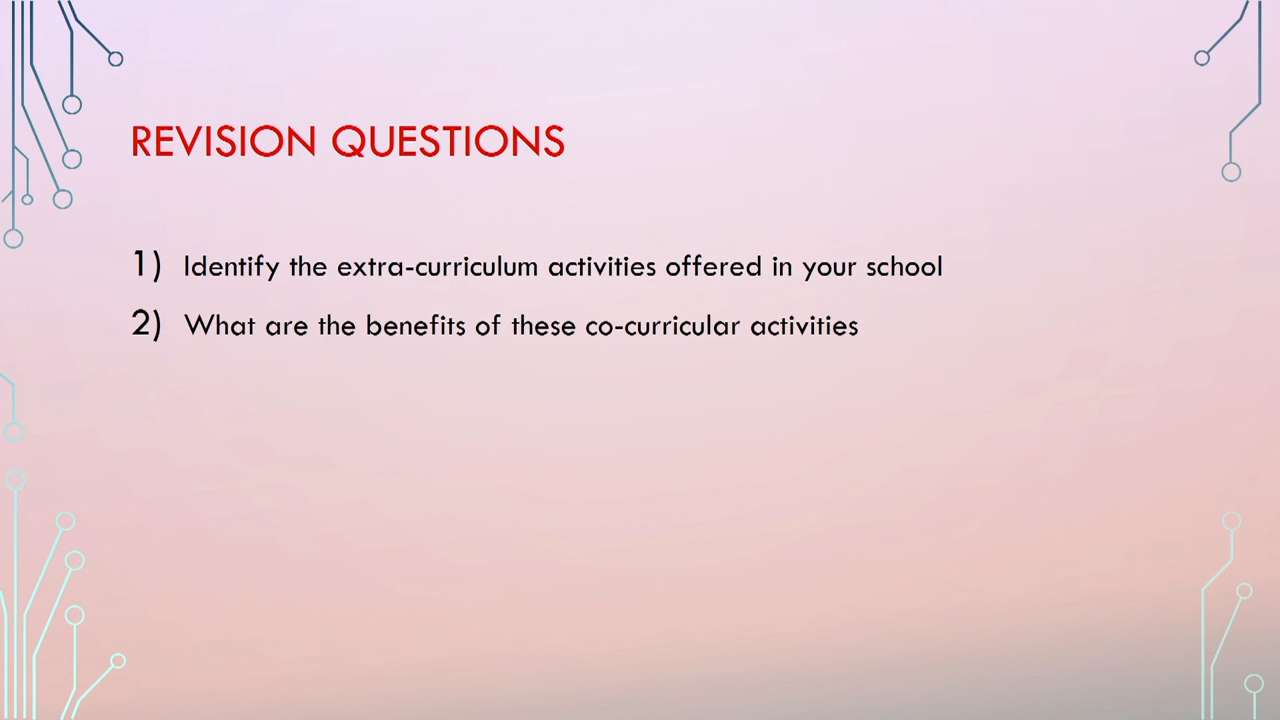 REVISION QUESTIONS
1) Identify the extra-curriculum activities offered in your school
2) What are the benefits of these co-curricular activities